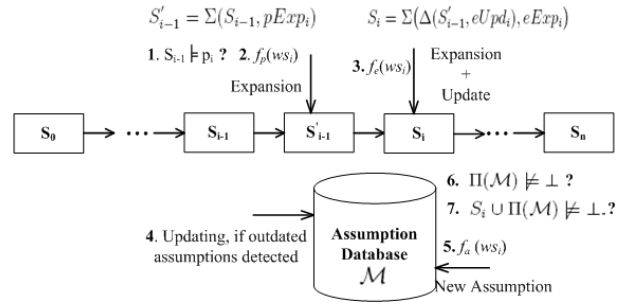 S′ᵢ₋₁ = Σ(Sᵢ₋₁, pExpᵢ)
Sᵢ = Σ(Δ(S′ᵢ₋₁, eUpdᵢ), eExpᵢ)
1. Sᵢ₋₁ ⊧ pᵢ ? 2. fₚ(wsᵢ)
Expansion
3. fₑ(wsᵢ)
Expansion
+
Update
S₀ ... Sᵢ₋₁ S′ᵢ₋₁ Sᵢ ... Sₙ
6. Π(ℳ) ⊭ ⊥ ?
7. Sᵢ ∪ Π(ℳ) ⊭ ⊥.?
4. Updating, if outdated
assumptions detected
Assumption
Database
ℳ
5. fₐ(wsᵢ)
New Assumption